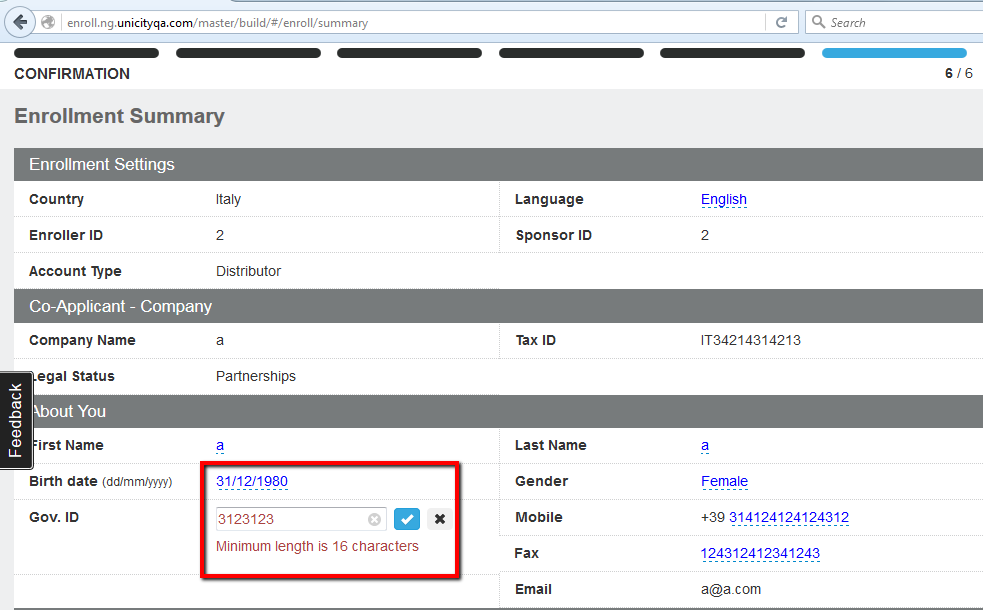 enroll.ng.unicityqa.com/master/build/#/enroll/summary
Search
CONFIRMATION 6 / 6
Enrollment Summary
Enrollment Settings
Country Italy Language English
Enroller ID 2 Sponsor ID 2
Account Type Distributor
Co-Applicant - Company
Company Name a Tax ID IT34214314213
Legal Status Partnerships
Feedback
About You
First Name a Last Name a
Birth date (dd/mm/yyyy) 31/12/1980 Gender Female
Gov. ID 3123123 Mobile +39 314124124124312
Minimum length is 16 characters
Fax 124312412341243
Email a@a.com